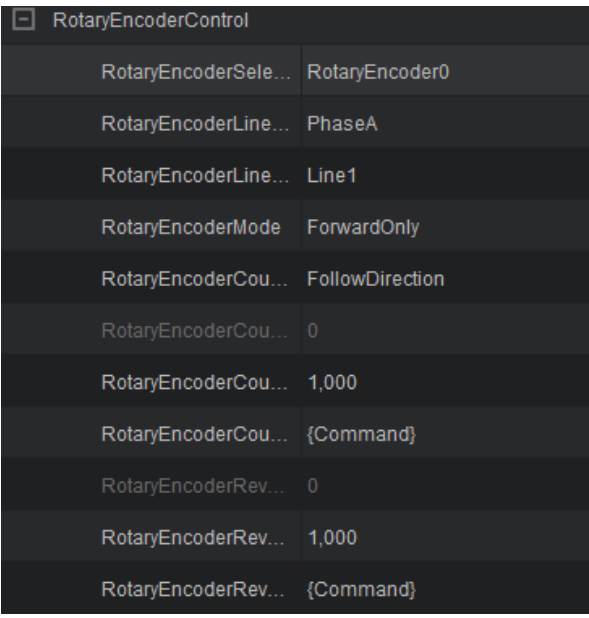 RotaryEncoderControl
RotaryEncoderSele... RotaryEncoder0
RotaryEncoderLine... PhaseA
RotaryEncoderLine... Line1
RotaryEncoderMode ForwardOnly
RotaryEncoderCou... FollowDirection
RotaryEncoderCou... 0
RotaryEncoderCou... 1,000
RotaryEncoderCou... {Command}
RotaryEncoderRev... 0
RotaryEncoderRev... 1,000
RotaryEncoderRev... {Command}